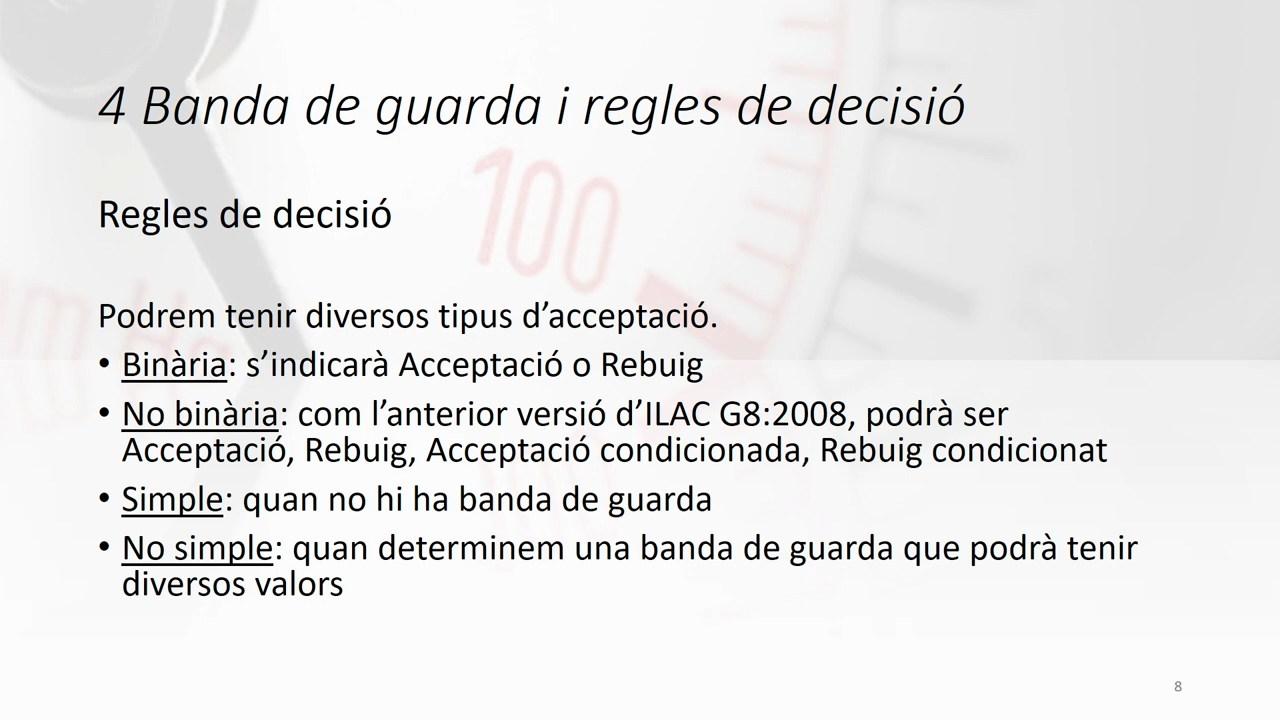 4 Banda de guarda i regles de decisió
Regles de decisió
Podrem tenir diversos tipus d’acceptació.
• Binària: s’indicarà Acceptació o Rebuig
• No binària: com l’anterior versió d’ILAC G8:2008, podrà ser
Acceptació, Rebuig, Acceptació condicionada, Rebuig condicionat
• Simple: quan no hi ha banda de guarda
• No simple: quan determinem una banda de guarda que podrà tenir
diversos valors
100
8